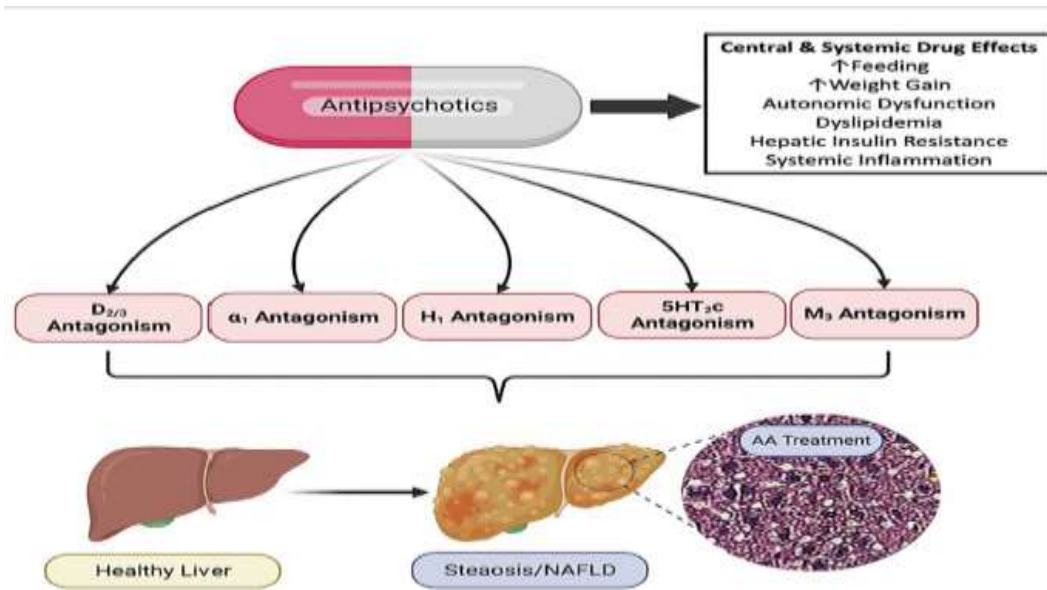 Central & Systemic Drug Effects
↑Feeding
↑Weight Gain
Autonomic Dysfunction
Dyslipidemia
Hepatic Insulin Resistance
Systemic Inflammation
Antipsychotics
D₂/₃
Antagonism
α₁ Antagonism
H₁ Antagonism
5HT₂c
Antagonism
M₃ Antagonism
AA Treatment
Healthy Liver
Steaosis/NAFLD